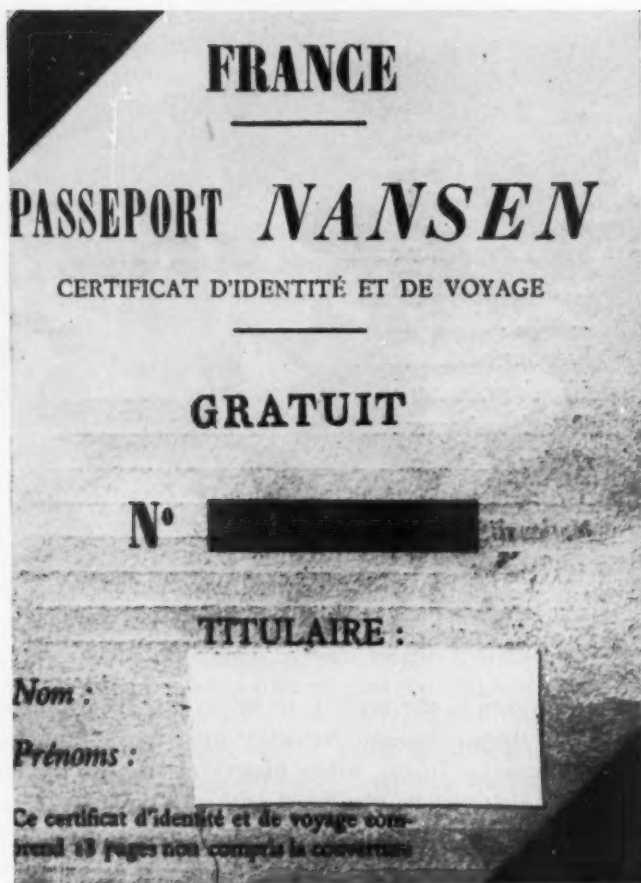 FRANCE
PASSEPORT NANSEN
CERTIFICAT D'IDENTITÉ ET DE VOYAGE
GRATUIT
Nº
TITULAIRE :
Nom :
Prénoms :
Ce certificat d'identité et de voyage com-
prend 18 pages non compris la couverture